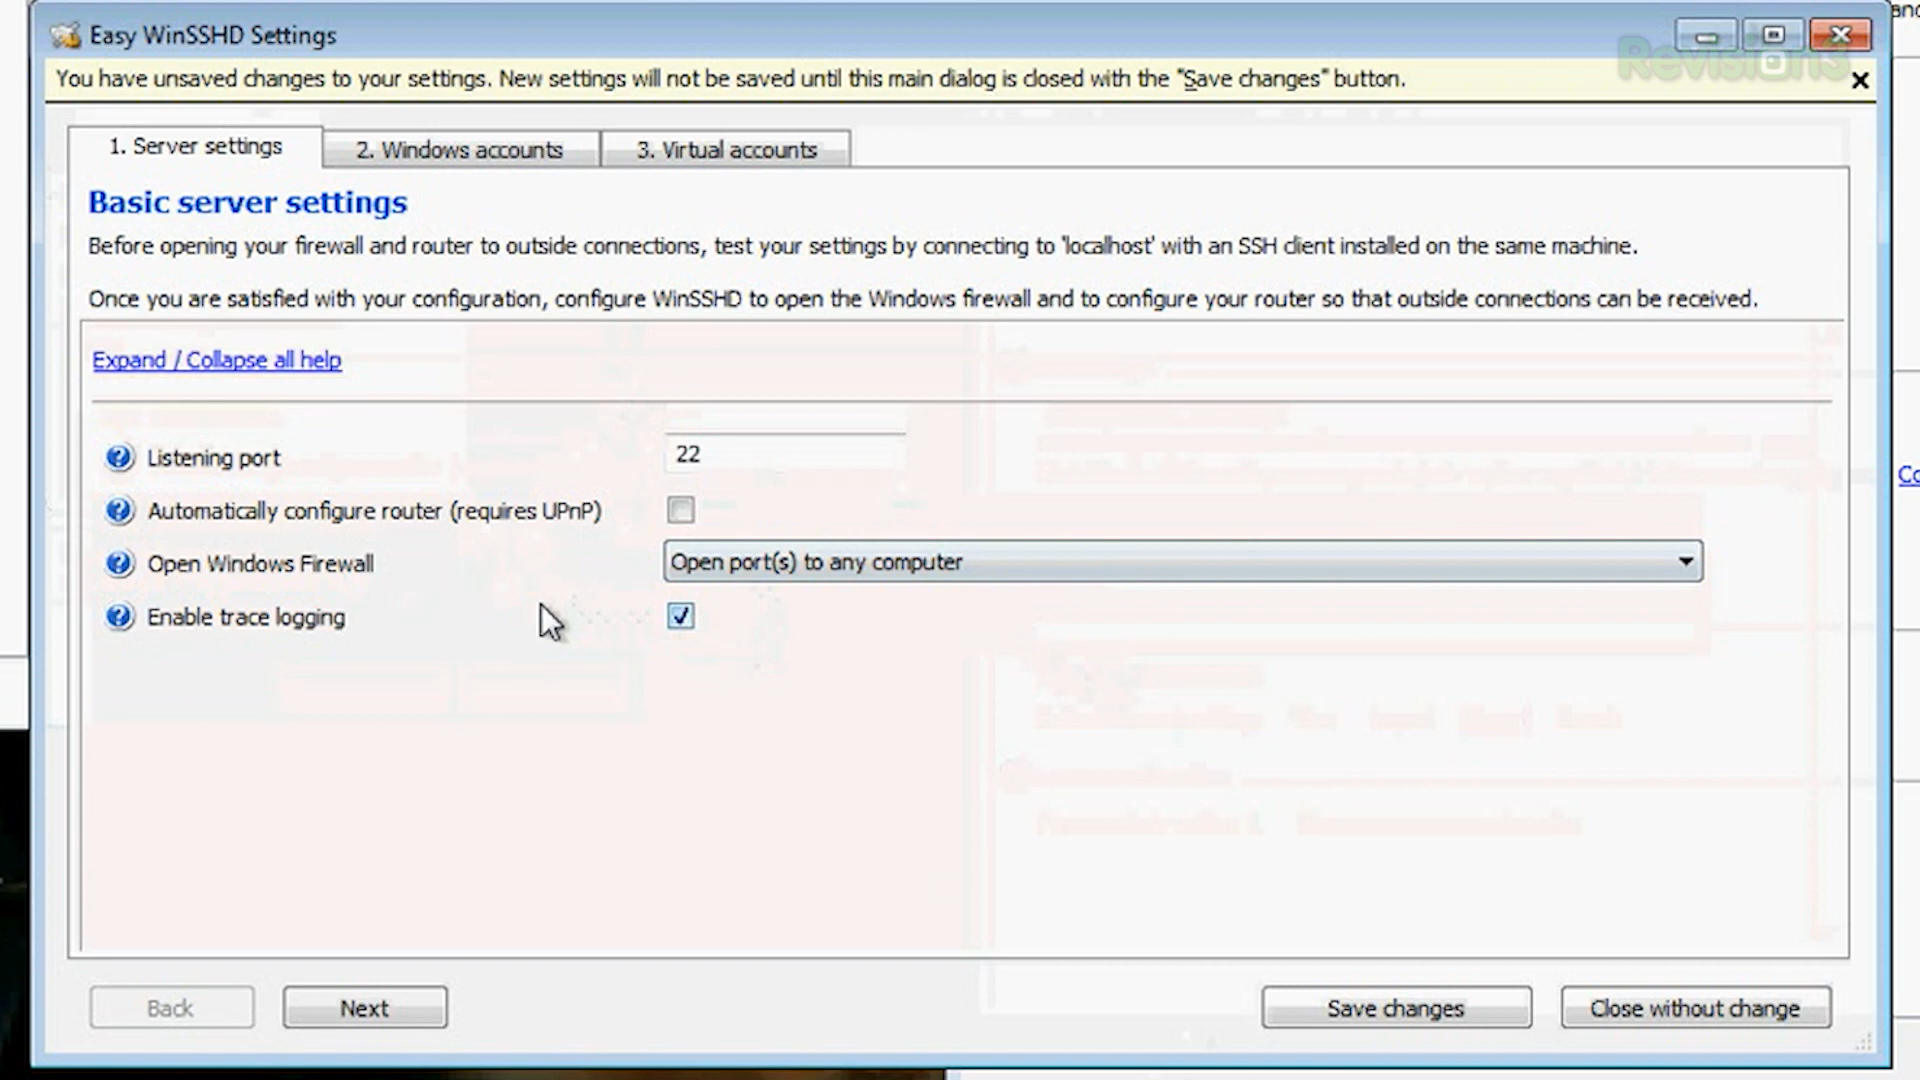 Easy WinSSHD Settings
Revision3
You have unsaved changes to your settings. New settings will not be saved until this main dialog is closed with the "Save changes" button.
1. Server settings
2. Windows accounts
3. Virtual accounts
Basic server settings
Before opening your firewall and router to outside connections, test your settings by connecting to 'localhost' with an SSH client installed on the same machine.
Once you are satisfied with your configuration, configure WinSSHD to open the Windows firewall and to configure your router so that outside connections can be received.
Expand / Collapse all help
Listening port
22
Automatically configure router (requires UPnP)
Open Windows Firewall
Open port(s) to any computer
Enable trace logging
Back
Next
Save changes
Close without change